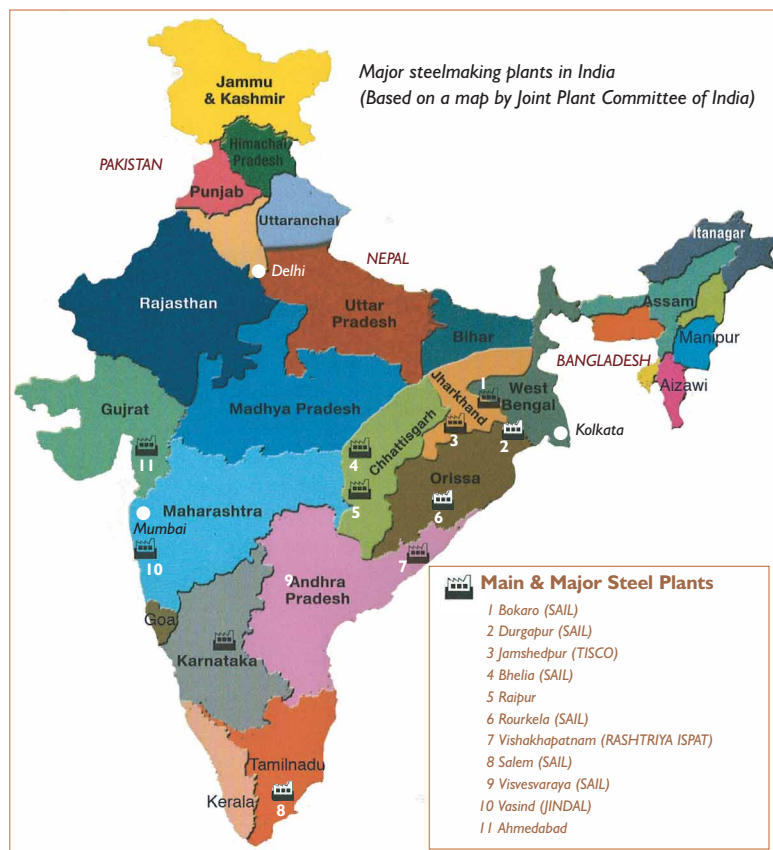 Major steelmaking plants in India
(Based on a map by Joint Plant Committee of India)
Jammu
& Kashmir
Himachal
Pradesh
PAKISTAN
Punjab
Uttaranchal
Itanagar
NEPAL
Delhi
Rajasthan
Uttar
Pradesh
Assam
Bihar
Manipur
BANGLADESH
Jharkhand
1
West
Bengal
Aizawi
Gujrat
Madhya Pradesh
Chhattisgarh
Kolkata
3
2
11
4
Orissa
5
Maharashtra
6
Mumbai
7
10
9
Andhra
Pradesh
Goa
Karnataka
Tamilnadu
Kerala
8
Main & Major Steel Plants
1 Bokaro (SAIL)
2 Durgapur (SAIL)
3 Jamshedpur (TISCO)
4 Bhelia (SAIL)
5 Raipur
6 Rourkela (SAIL)
7 Vishakhapatnam (RASHTRIYA ISPAT)
8 Salem (SAIL)
9 Visvesvaraya (SAIL)
10 Vasind (JINDAL)
11 Ahmedabad